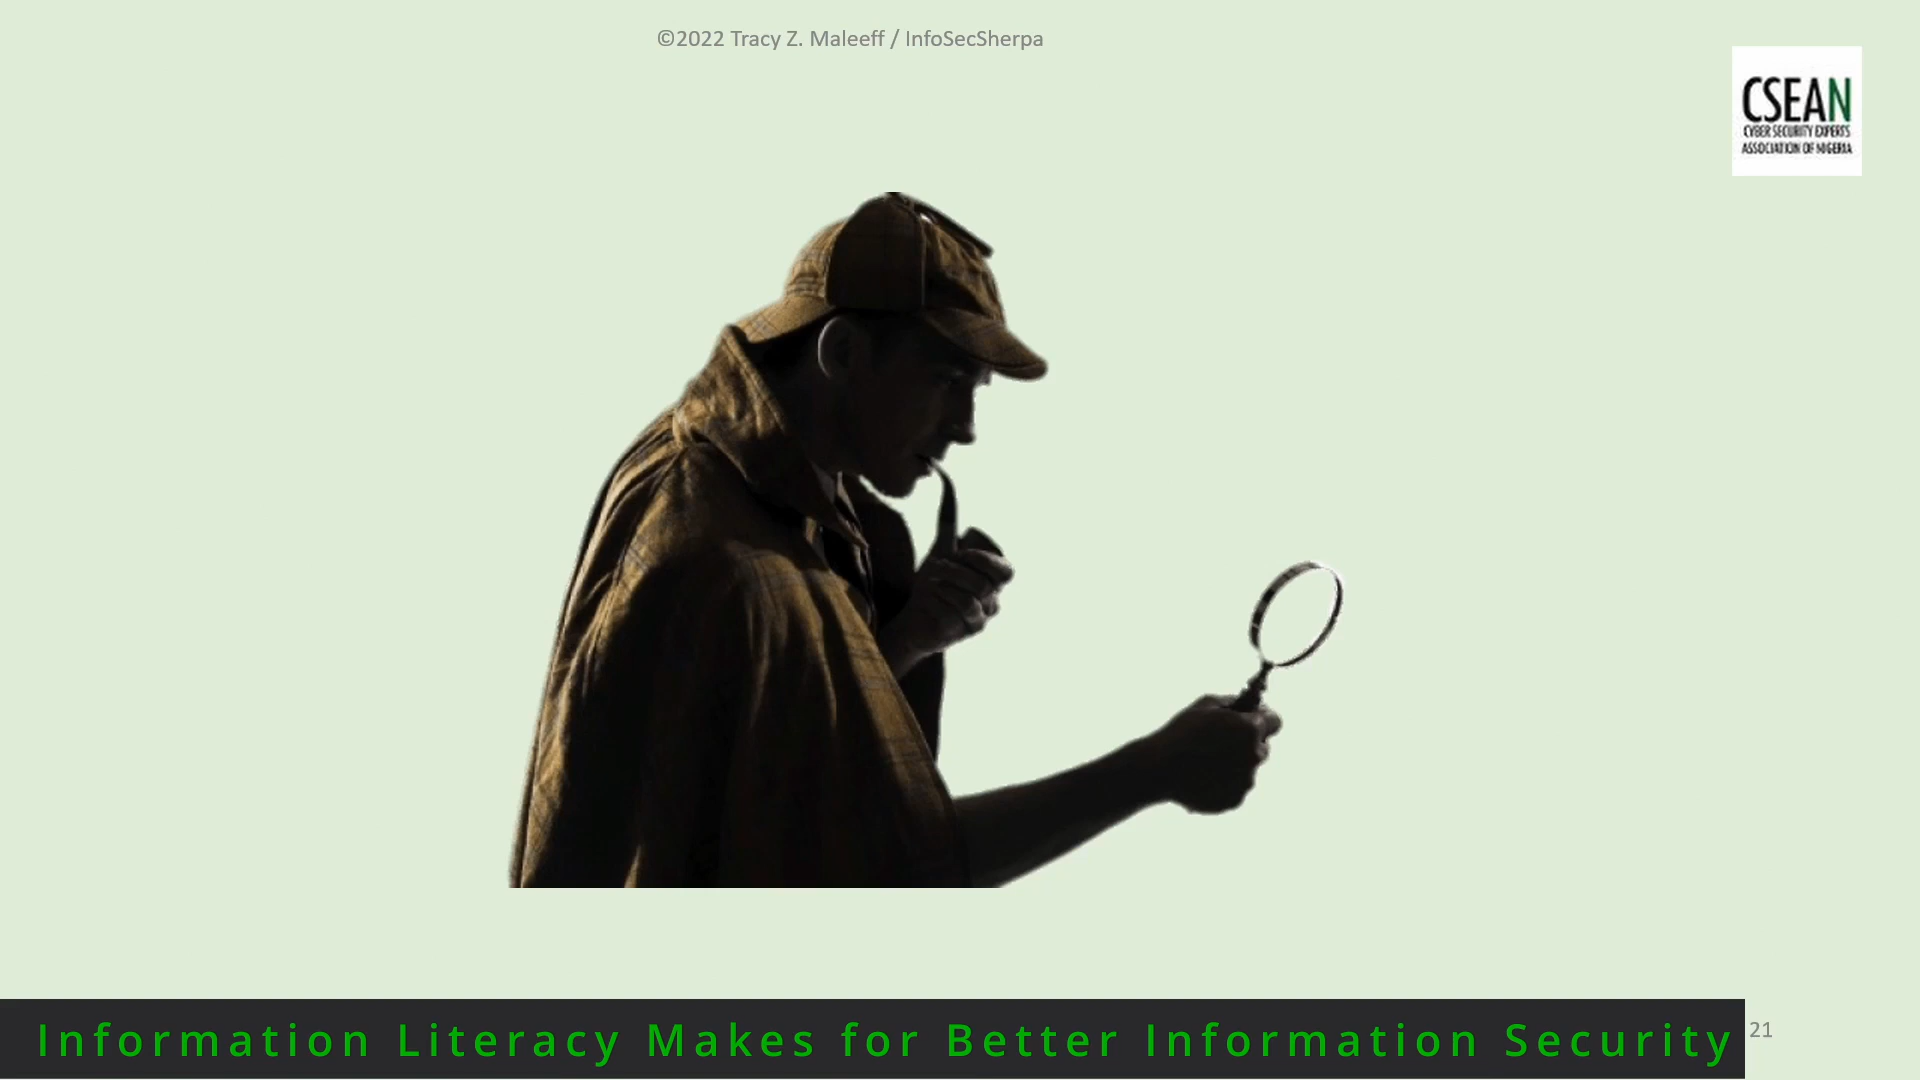 ©2022 Tracy Z. Maleeff / InfoSecSherpa
CSEAN
CYBER SECURITY EXPERTS
ASSOCIATION OF NIGERIA
Information Literacy Makes for Better Information Security
21